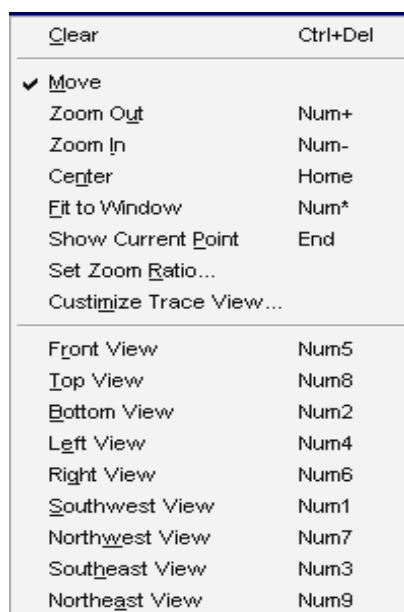 Clear Ctrl+Del
Move
Zoom Out Num+
Zoom In Num-
Center Home
Fit to Window Num*
Show Current Point End
Set Zoom Ratio...
Custimize Trace View...
Front View Num5
Top View Num8
Bottom View Num2
Left View Num4
Right View Num6
Southwest View Num1
Northwest View Num7
Southeast View Num3
Northeast View Num9